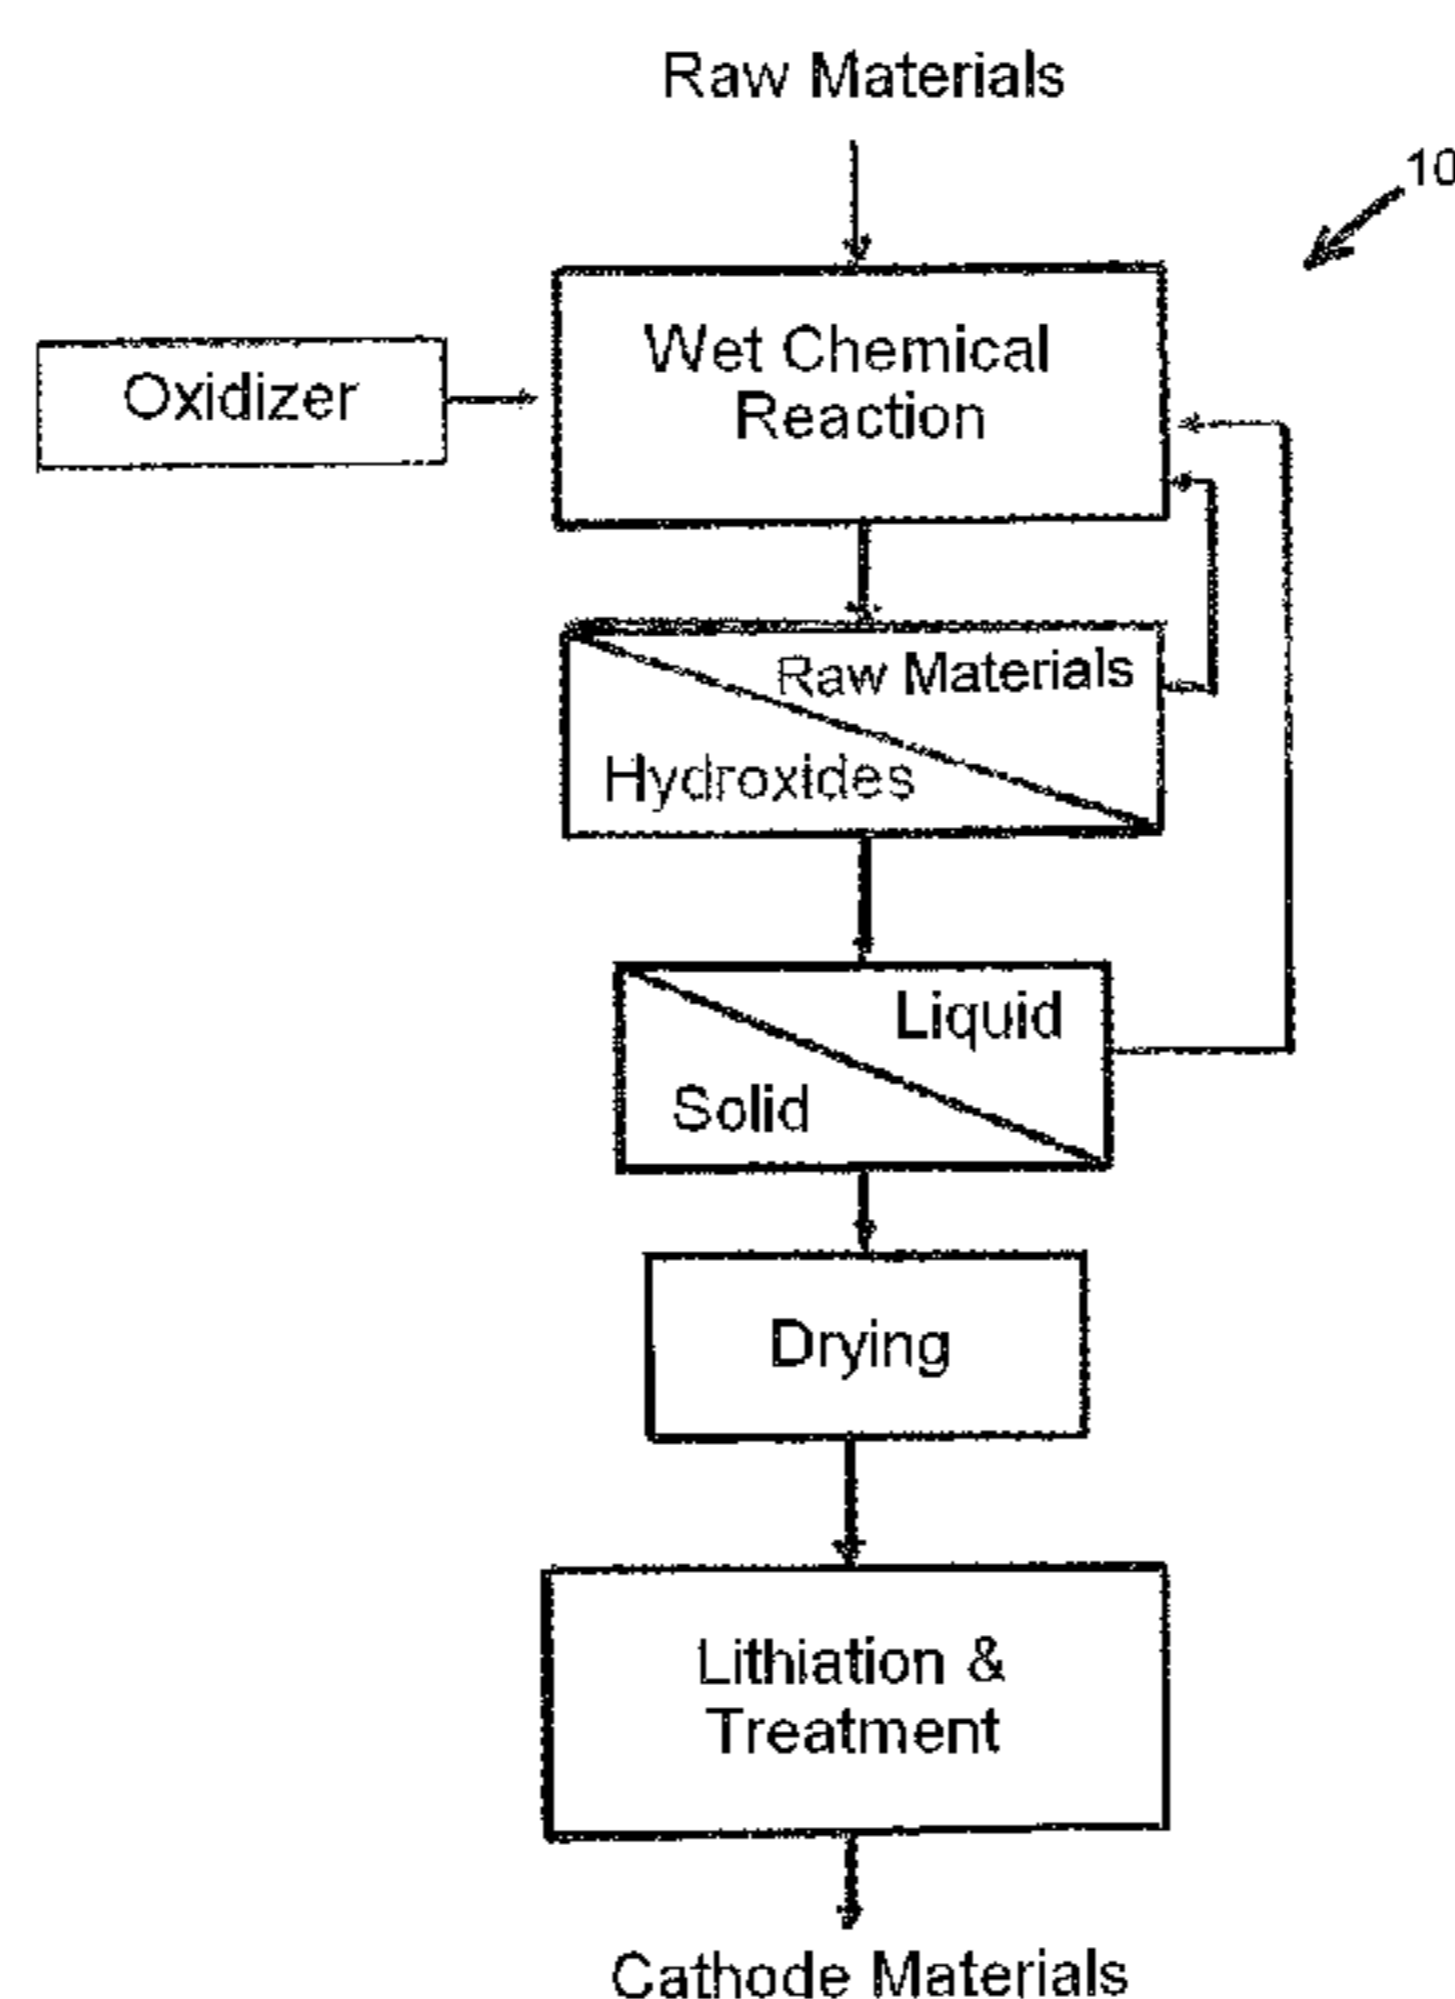 Raw Materials
10
Wet Chemical
Reaction
Oxidizer
Raw Materials
Hydroxides
Liquid
Solid
Drying
Lithiation &
Treatment
Cathode Materials